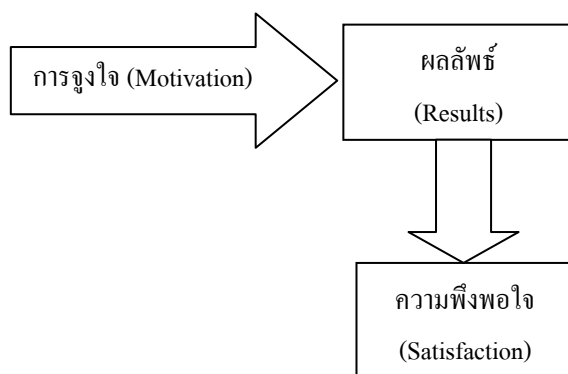 การจูงใจ (Motivation)
ผลลัพธ์
(Results)
ความพึงพอใจ
(Satisfaction)